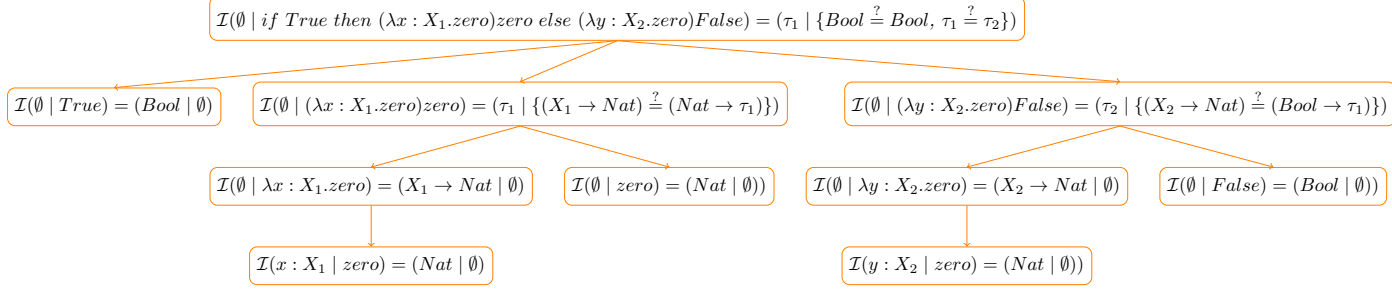 𝓘(∅ | if True then (λx : X₁.zero)zero else (λy : X₂.zero)False) = (τ₁ | {Bool ≟ Bool, τ₁ ≟ τ₂})
𝓘(∅ | True) = (Bool | ∅)
𝓘(∅ | (λx : X₁.zero)zero) = (τ₁ | {(X₁ → Nat) ≟ (Nat → τ₁)})
𝓘(∅ | (λy : X₂.zero)False) = (τ₂ | {(X₂ → Nat) ≟ (Bool → τ₁)})
𝓘(∅ | λx : X₁.zero) = (X₁ → Nat | ∅)
𝓘(∅ | zero) = (Nat | ∅))
𝓘(∅ | λy : X₂.zero) = (X₂ → Nat | ∅)
𝓘(∅ | False) = (Bool | ∅))
𝓘(x : X₁ | zero) = (Nat | ∅)
𝓘(y : X₂ | zero) = (Nat | ∅))